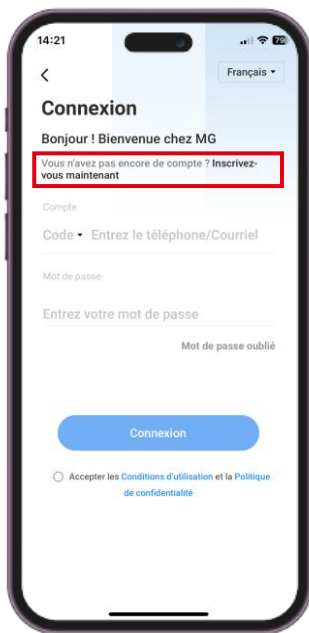 14:21
79
Français
Connexion
Bonjour ! Bienvenue chez MG
Vous n'avez pas encore de compte ? Inscrivez-
vous maintenant
Compte
Code Entrez le téléphone/Courriel
Mot de passe
Entrez votre mot de passe
Mot de passe oublié
Connexion
Accepter les Conditions d'utilisation et la Politique
de confidentialité